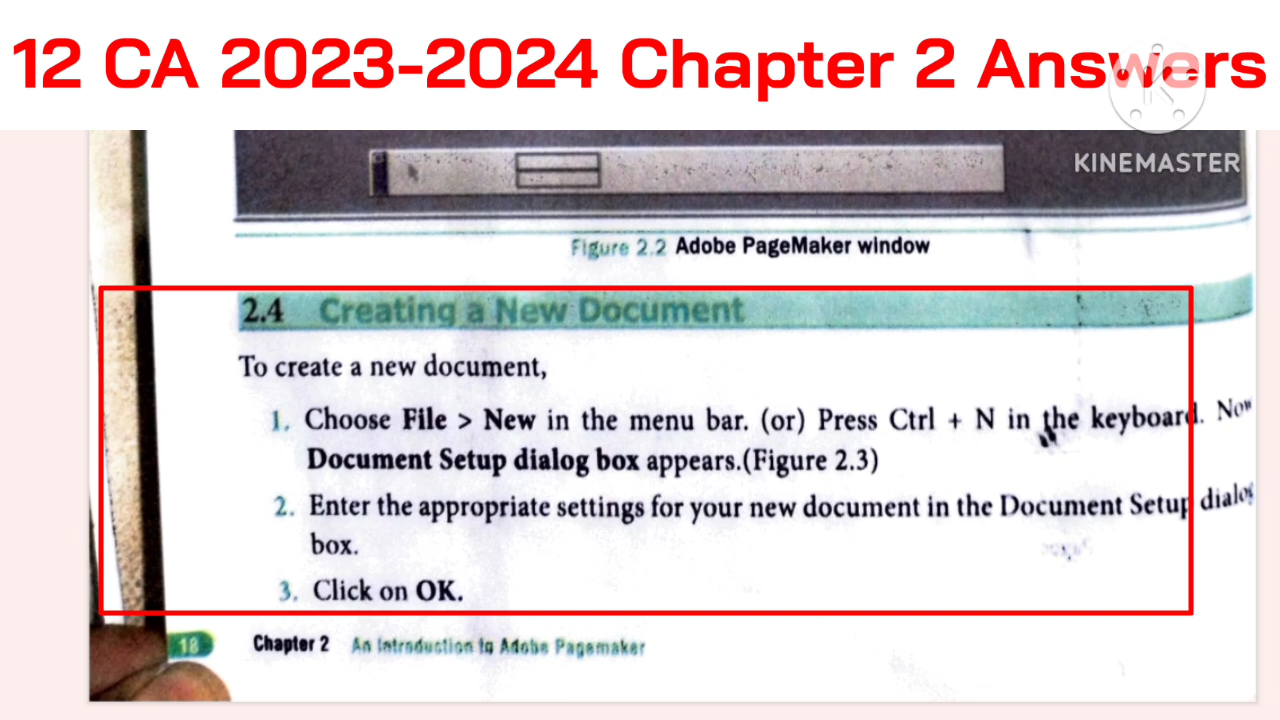 12 CA 2023-2024 Chapter 2 Answers
KINEMASTER
Figure 2.2 Adobe PageMaker window
2.4 Creating a New Document
To create a new document,
1. Choose File > New in the menu bar. (or) Press Ctrl + N in the keyboard. Now
Document Setup dialog box appears.(Figure 2.3)
2. Enter the appropriate settings for your new document in the Document Setup dialog
box.
3. Click on OK.
18 Chapter 2 An Introduction to Adobe Pagemaker